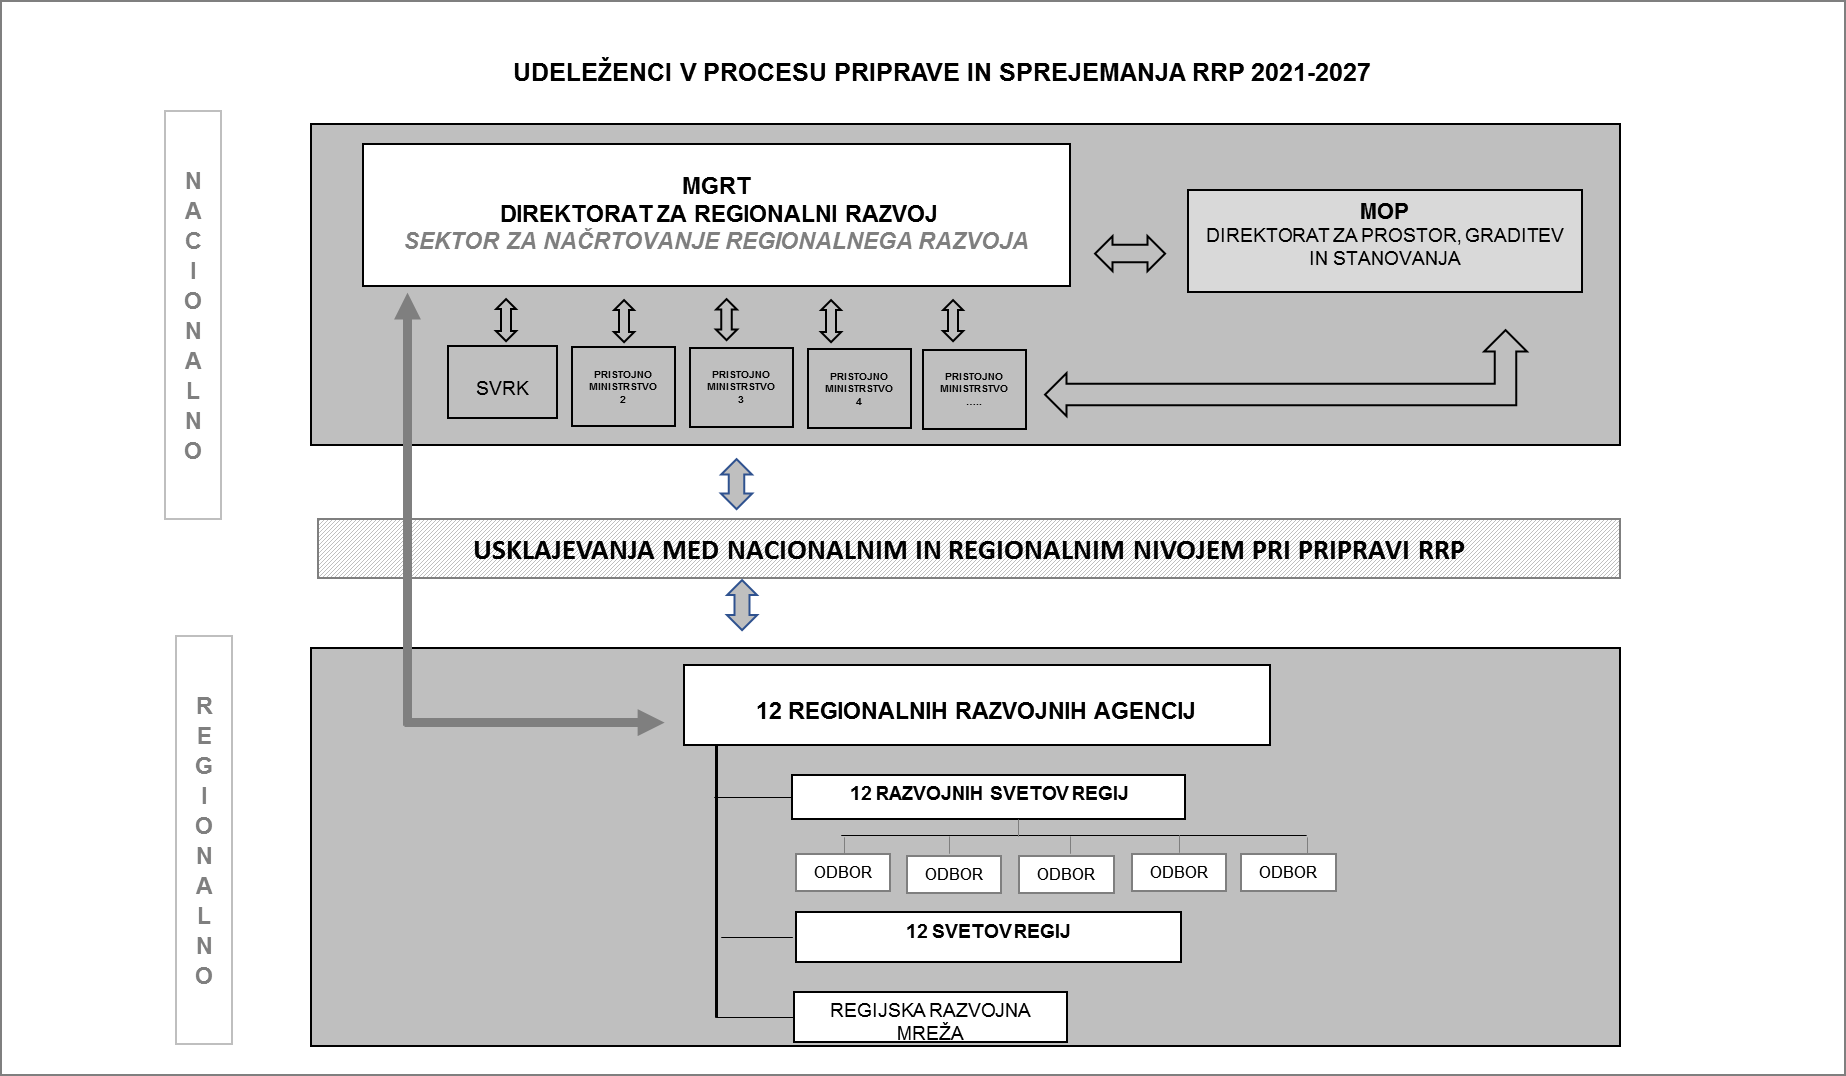 UDELEŽENCI V PROCESU PRIPRAVE IN SPREJEMANJA RRP 2021-2027
NACIONALNO
MGRT
DIREKTORAT ZA REGIONALNI RAZVOJ
SEKTOR ZA NAČRTOVANJE REGIONALNEGA RAZVOJA
MOP
DIREKTORAT ZA PROSTOR, GRADITEV
IN STANOVANJA
SVRK
PRISTOJNO
MINISTRSTVO
2
PRISTOJNO
MINISTRSTVO
3
PRISTOJNO
MINISTRSTVO
4
PRISTOJNO
MINISTRSTVO
.....
USKLAJEVANJA MED NACIONALNIM IN REGIONALNIM NIVOJEM PRI PRIPRAVI RRP
REGIONALNO
12 REGIONALNIH RAZVOJNIH AGENCIJ
12 RAZVOJNIH SVETOV REGIJ
ODBOR
ODBOR
ODBOR
ODBOR
ODBOR
12 SVETOV REGIJ
REGIJSKA RAZVOJNA
MREŽA